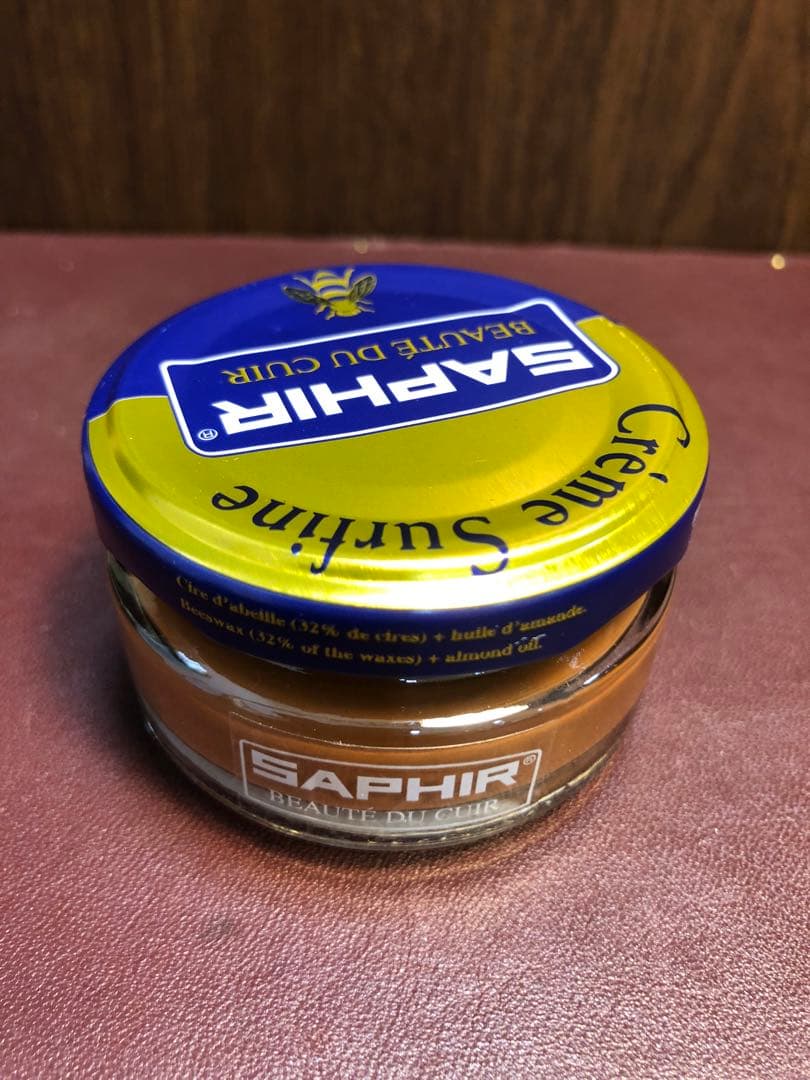 SAPHIR®
BEAUTÉ DU CUIR
Crème Surfine
Cire d'abeille (32% de cires) + huile d'amande.
Beeswax (32% of the waxes) + almond oil.
SAPHIR®
BEAUTÉ DU CUIR